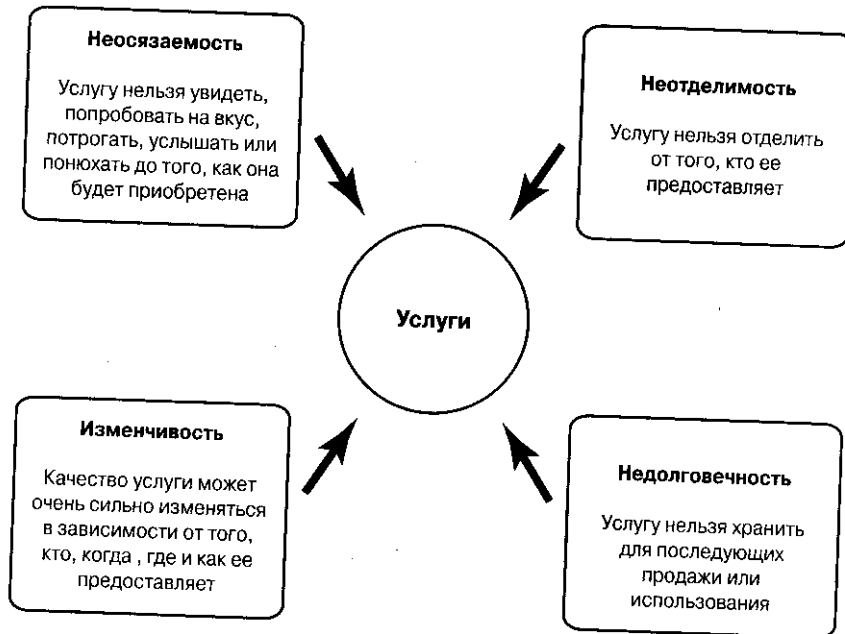 Неосязаемость
Услугу нельзя увидеть,
попробовать на вкус,
потрогать, услышать или
понюхать до того, как она
будет приобретена
Неотделимость
Услугу нельзя отделить
от того, кто ее
предоставляет
Услуги
Изменчивость
Качество услуги может
очень сильно изменяться
в зависимости от того,
кто, когда , где и как ее
предоставляет
Недолговечность
Услугу нельзя хранить
для последующих
продажи или
использования